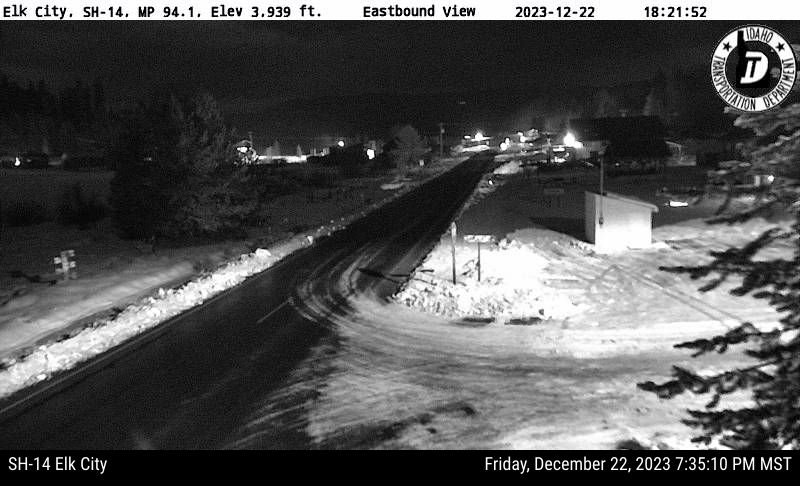 Elk City, SH-14, MP 94.1, Elev 3,939 ft. Eastbound View 2023-12-22 18:21:52
IDAHO
TRANSPORTATION DEPARTMENT
SH-14 Elk City Friday, December 22, 2023 7:35:10 PM MST